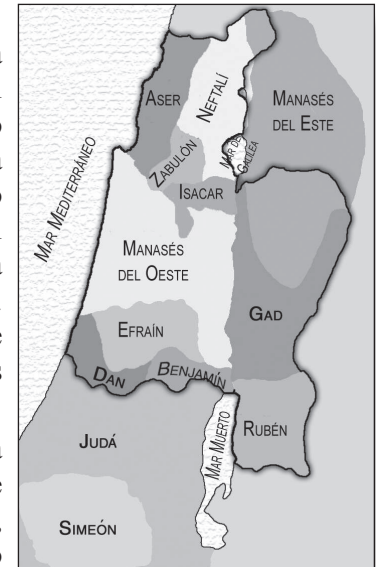 ASER
NEFTALÍ
MANASÉS
DEL ESTE
MAR MEDITERRÁNEO
ZABULÓN
MAR DE
GALILEA
ISACAR
MANASÉS
DEL OESTE
GAD
EFRAÍN
DAN
BENJAMÍN
MAR MUERTO
RUBÉN
JUDÁ
SIMEÓN